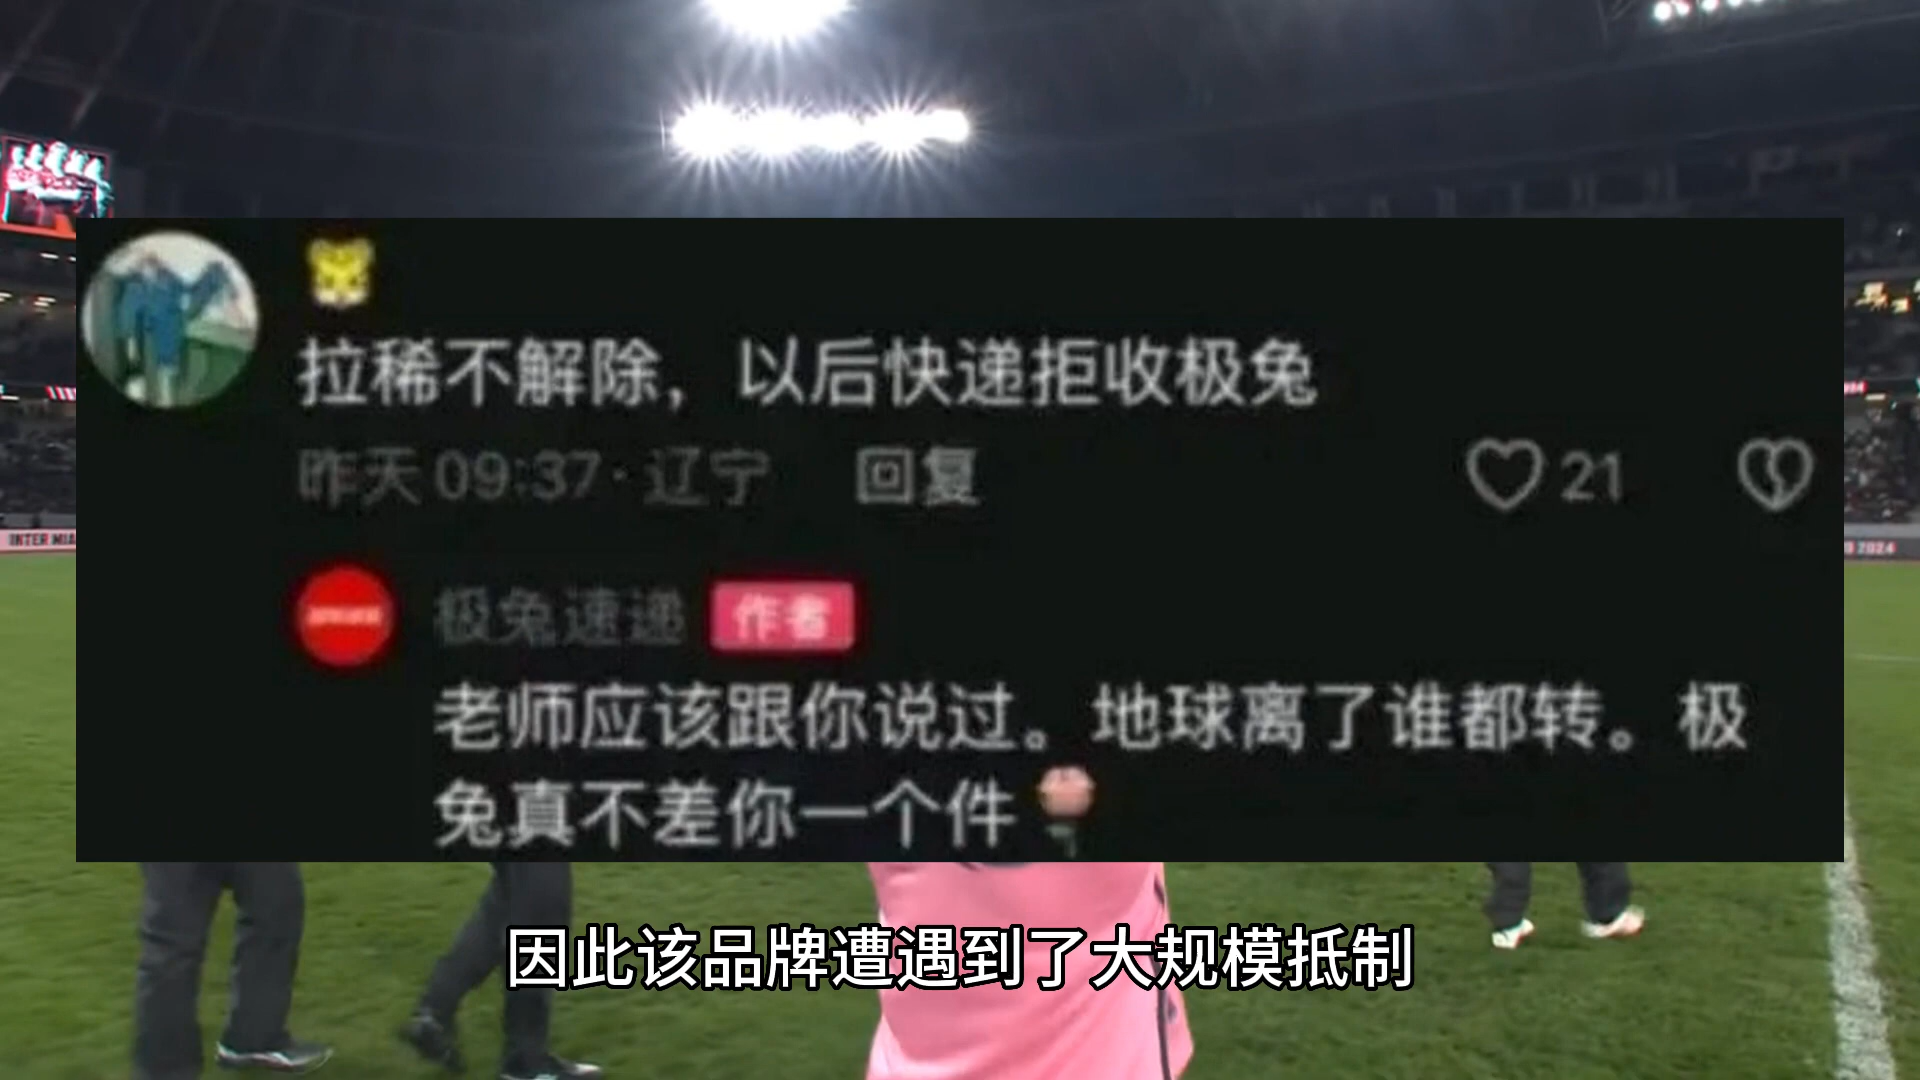 拉稀不解除，以后快递拒收极兔
昨天 09:37·辽宁 回复
21
极兔速递 作者
老师应该跟你说过。地球离了谁都转。极
兔真不差你一个件
INTER MIA
2024
因此该品牌遭遇到了大规模抵制